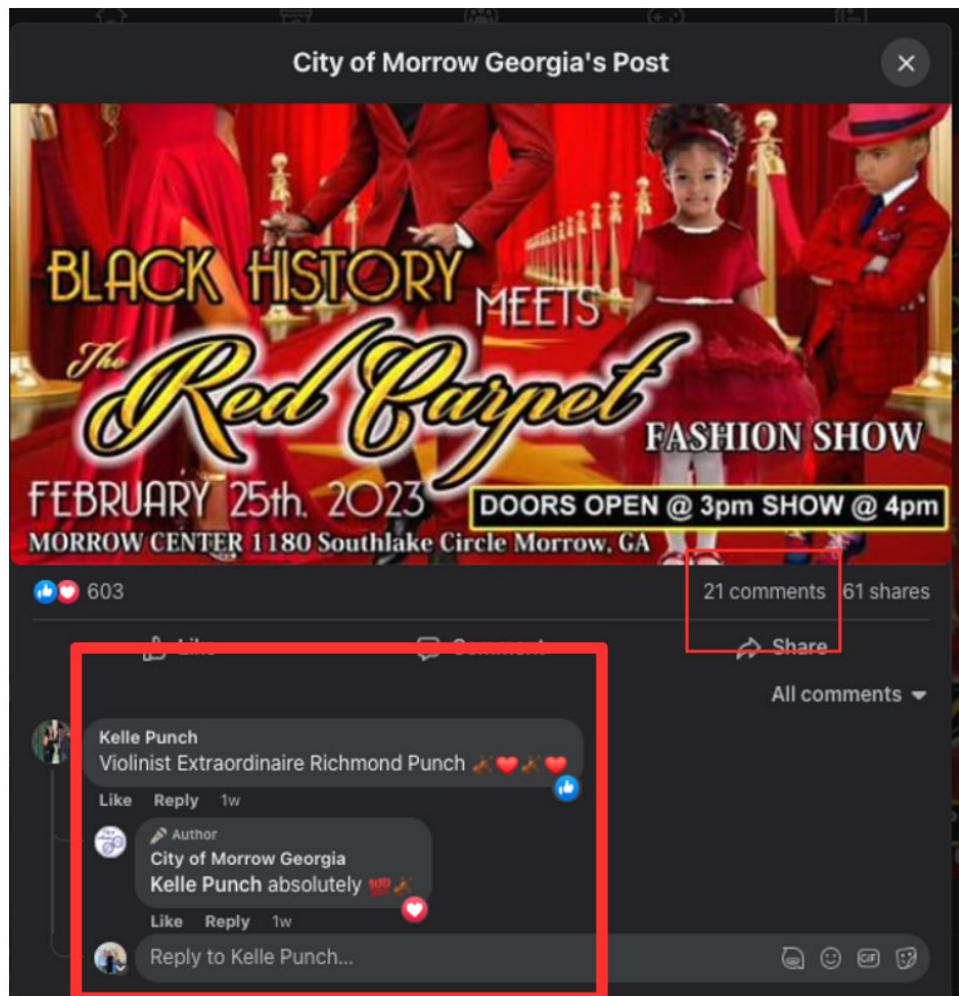 City of Morrow Georgia's Post
BLACK HISTORY
MEETS
The Red Carpet
FASHION SHOW
FEBRUARY 25th, 2023
DOORS OPEN @ 3pm SHOW @ 4pm
MORROW CENTER 1180 Southlake Circle Morrow, GA
603 21 comments 61 shares
Like Comment Share
All comments
Kelle Punch
Violinist Extraordinaire Richmond Punch 🎻❤️🎻❤️
Like Reply 1w
Author
City of Morrow Georgia
Kelle Punch absolutely 💯🎻
Like Reply 1w
Reply to Kelle Punch...
GIF